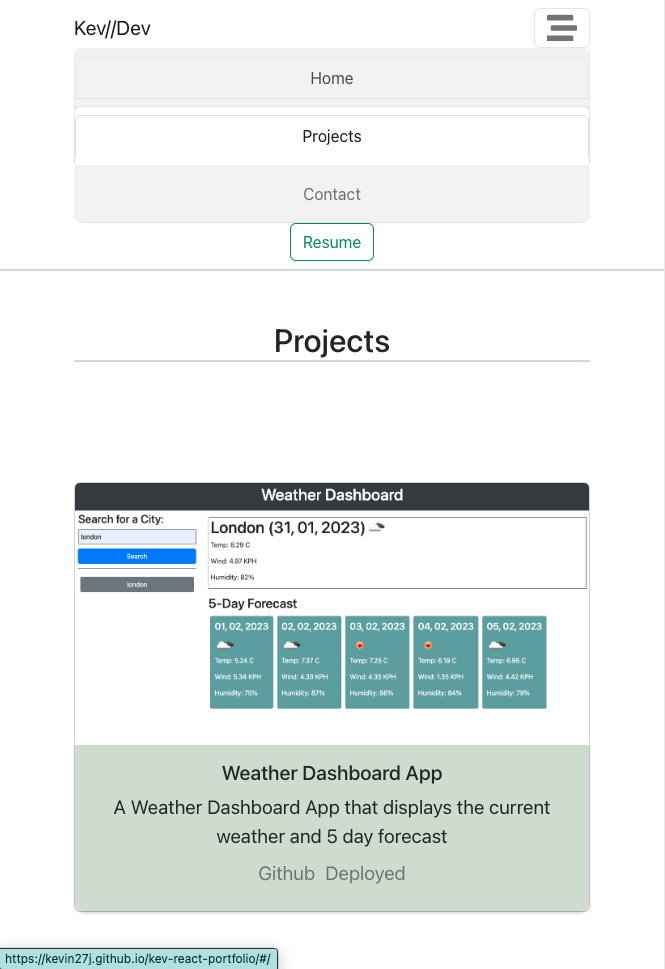 Kev//Dev
Home
Projects
Contact
Resume
Projects
Weather Dashboard
Search for a City:
london
Search
london
London (31, 01, 2023)
Temp: 8.29 C
Wind: 4.97 KPH
Humidity: 82%
5-Day Forecast
01, 02, 2023
Temp: 5.24 C
Wind: 5.34 KPH
Humidity: 75%
02, 02, 2023
Temp: 7.37 C
Wind: 4.33 KPH
Humidity: 87%
03, 02, 2023
Temp: 7.25 C
Wind: 4.35 KPH
Humidity: 86%
04, 02, 2023
Temp: 6.19 C
Wind: 1.35 KPH
Humidity: 84%
05, 02, 2023
Temp: 6.95 C
Wind: 4.42 KPH
Humidity: 79%
Weather Dashboard App
A Weather Dashboard App that displays the current
weather and 5 day forecast
Github Deployed
https://kevin27j.github.io/kev-react-portfolio/#/